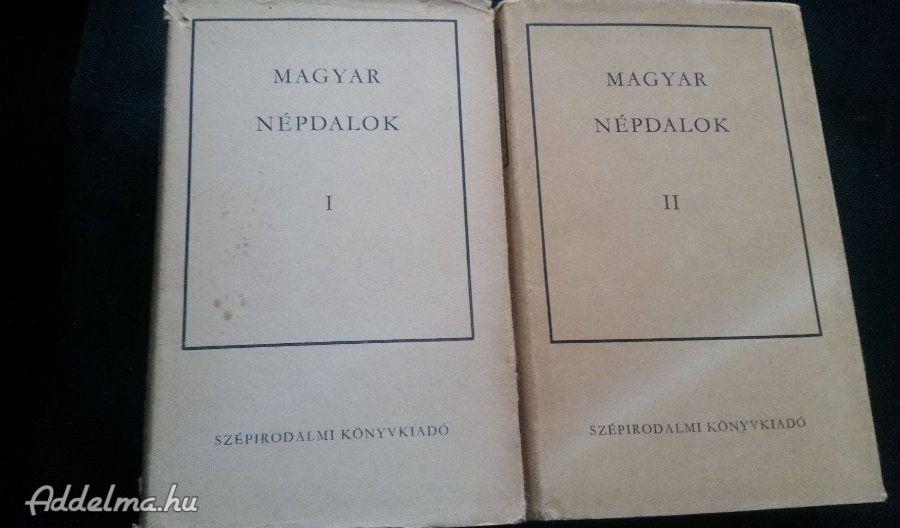 MAGYAR
NÉPDALOK
I
SZÉPIRODALMI KÖNYVKIADÓ
MAGYAR
NÉPDALOK
II
SZÉPIRODALMI KÖNYVKIADÓ
Addelma.hu